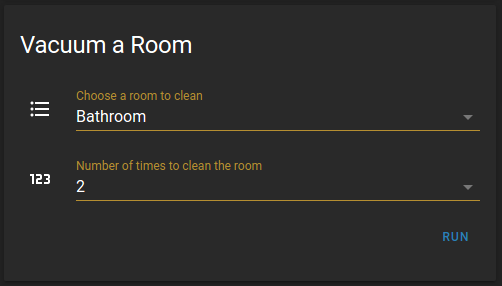 Vacuum a Room
Choose a room to clean
Bathroom
123
Number of times to clean the room
2
RUN